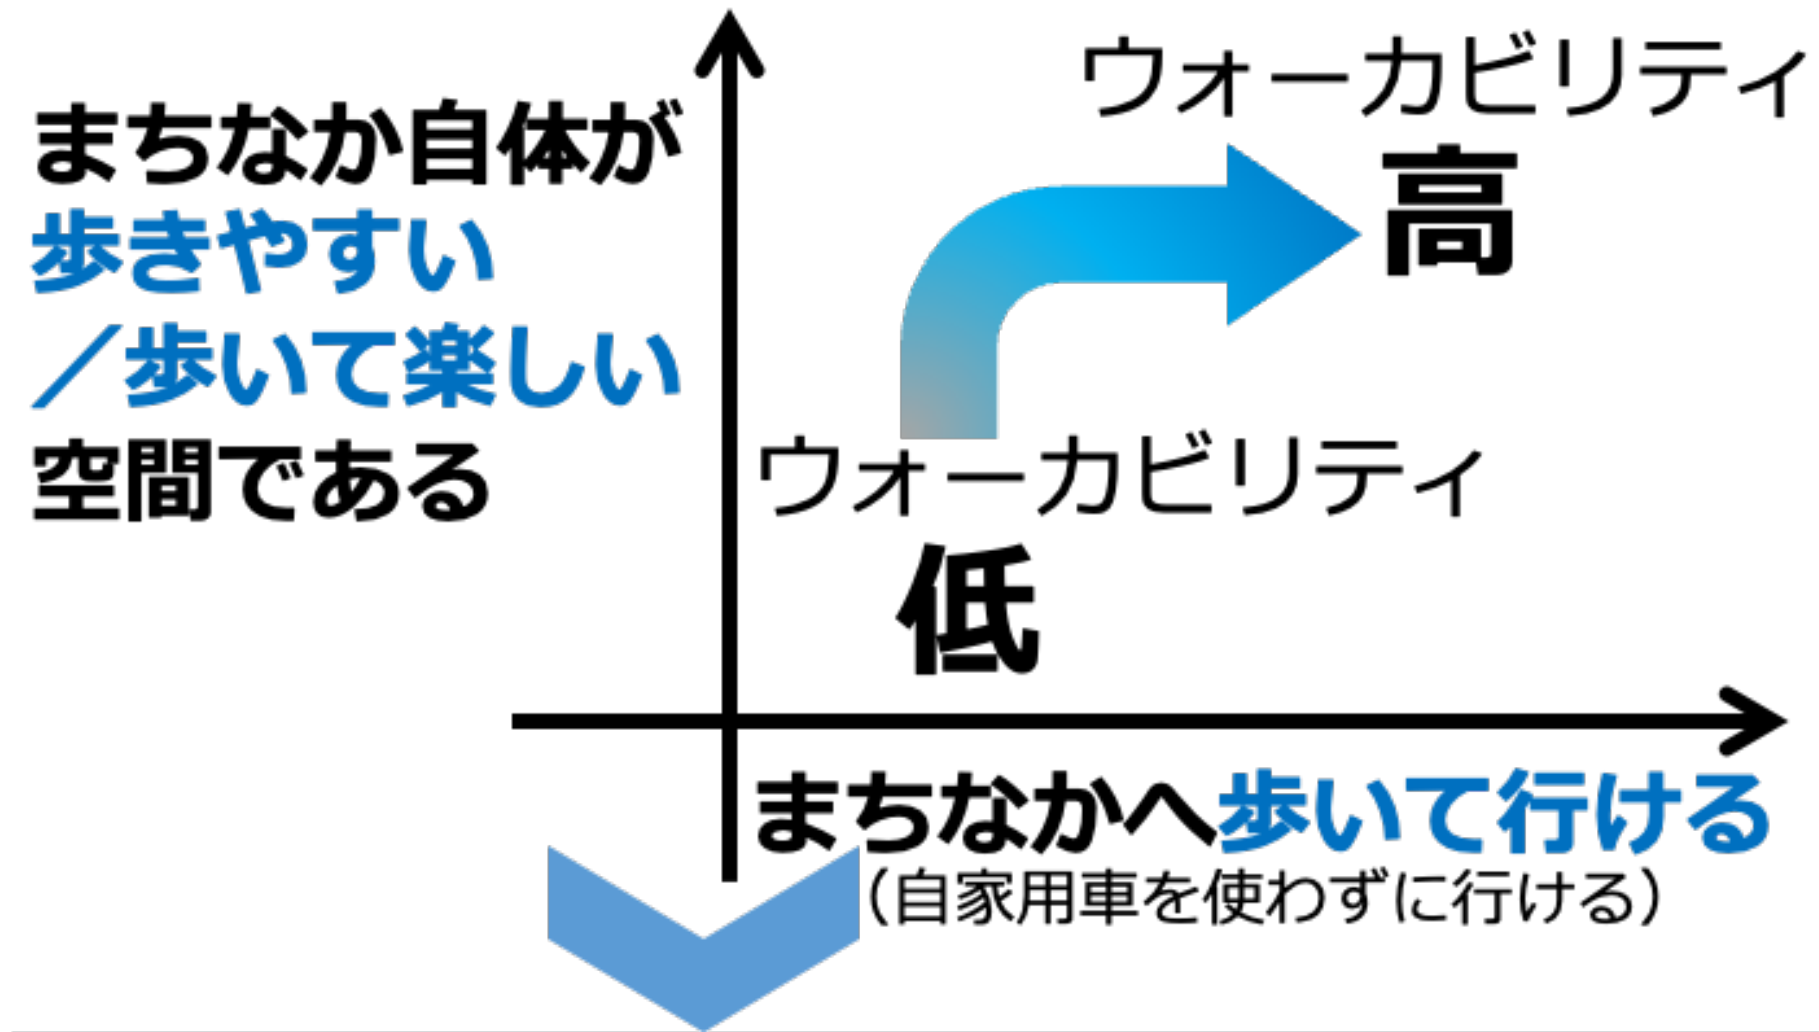 まちなか自体が
歩きやすい
／歩いて楽しい
空間である
ウォーカビリティ
高
ウォーカビリティ
低
まちなかへ歩いて行ける
（自家用車を使わずに行ける）